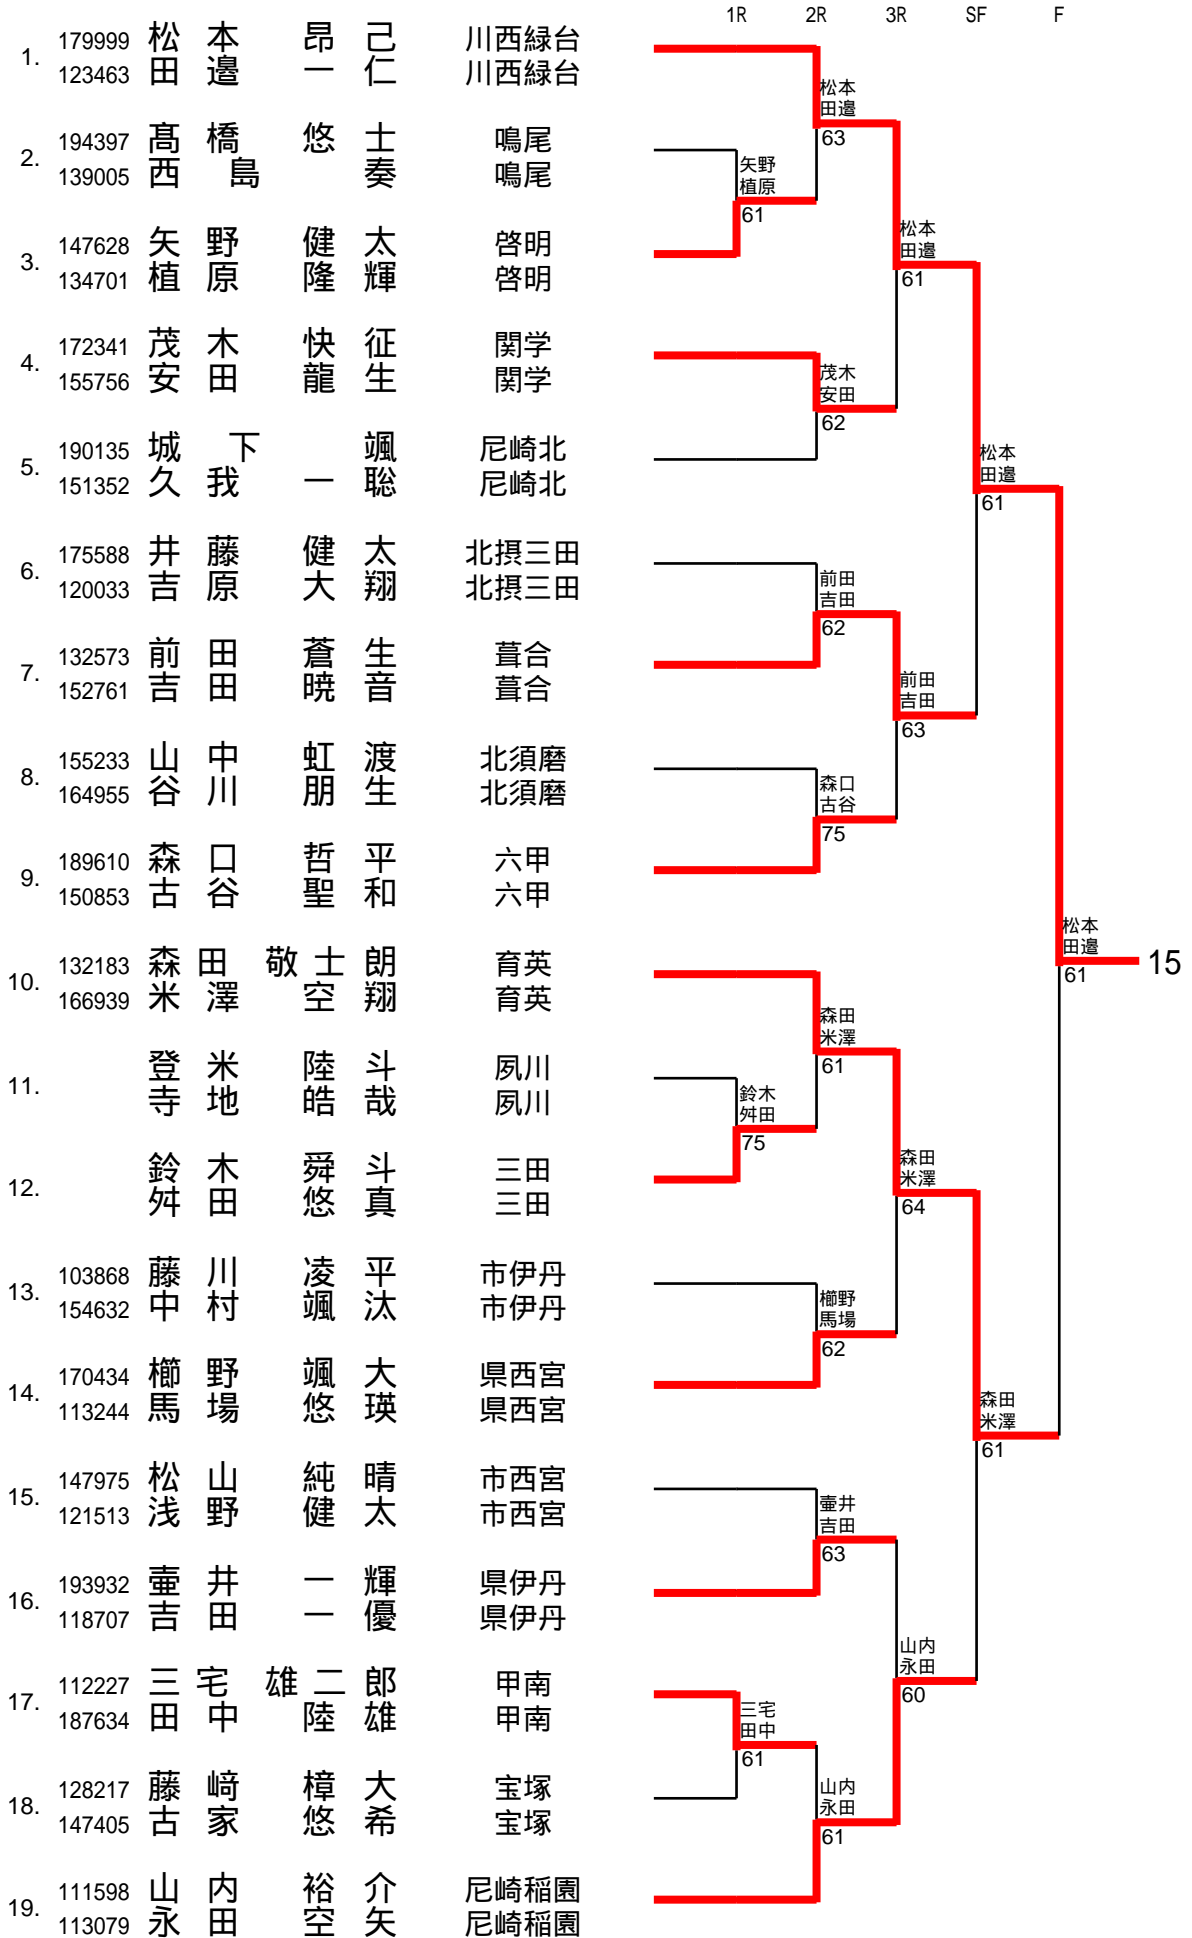 1R 2R 3R SF F
1. 179999 松本 昂己 川西緑台
123463 田邉 一仁 川西緑台
2. 194397 髙橋 悠士 鳴尾
139005 西島 奏 鳴尾
3. 147628 矢野 健太 啓明
134701 植原 隆輝 啓明
4. 172341 茂木 快征 関学
155756 安田 龍生 関学
5. 190135 城下 颯 尼崎北
151352 久我 一聡 尼崎北
6. 175588 井藤 健太 北摂三田
120033 吉原 大翔 北摂三田
7. 132573 前田 蒼生 葺合
152761 吉田 暁音 葺合
8. 155233 山中 虹渡 北須磨
164955 谷川 朋生 北須磨
9. 189610 森口 哲平 六甲
150853 古谷 聖和 六甲
10. 132183 森田 敬士朗 育英
166939 米澤 空翔 育英
11. 登米 陸斗 夙川
寺地 皓哉 夙川
12. 鈴木 舜斗 三田
舛田 悠真 三田
13. 103868 藤川 凌平 市伊丹
154632 中村 颯汰 市伊丹
14. 170434 櫛野 颯大 県西宮
113244 馬場 悠瑛 県西宮
15. 147975 松山 純晴 市西宮
121513 浅野 健太 市西宮
16. 193932 壷井 一輝 県伊丹
118707 吉田 一優 県伊丹
17. 112227 三宅 雄二郎 甲南
187634 田中 陸雄 甲南
18. 128217 藤﨑 樟大 宝塚
147405 古家 悠希 宝塚
19. 111598 山内 裕介 尼崎稲園
113079 永田 空矢 尼崎稲園
矢野
植原
61
鈴木
舛田
75
三宅
田中
61
松本
田邉
63
茂木
安田
62
前田
吉田
62
森口
古谷
75
森田
米澤
61
櫛野
馬場
62
壷井
吉田
63
山内
永田
61
松本
田邉
61
前田
吉田
63
森田
米澤
64
山内
永田
60
松本
田邉
61
森田
米澤
61
松本
田邉
61
15